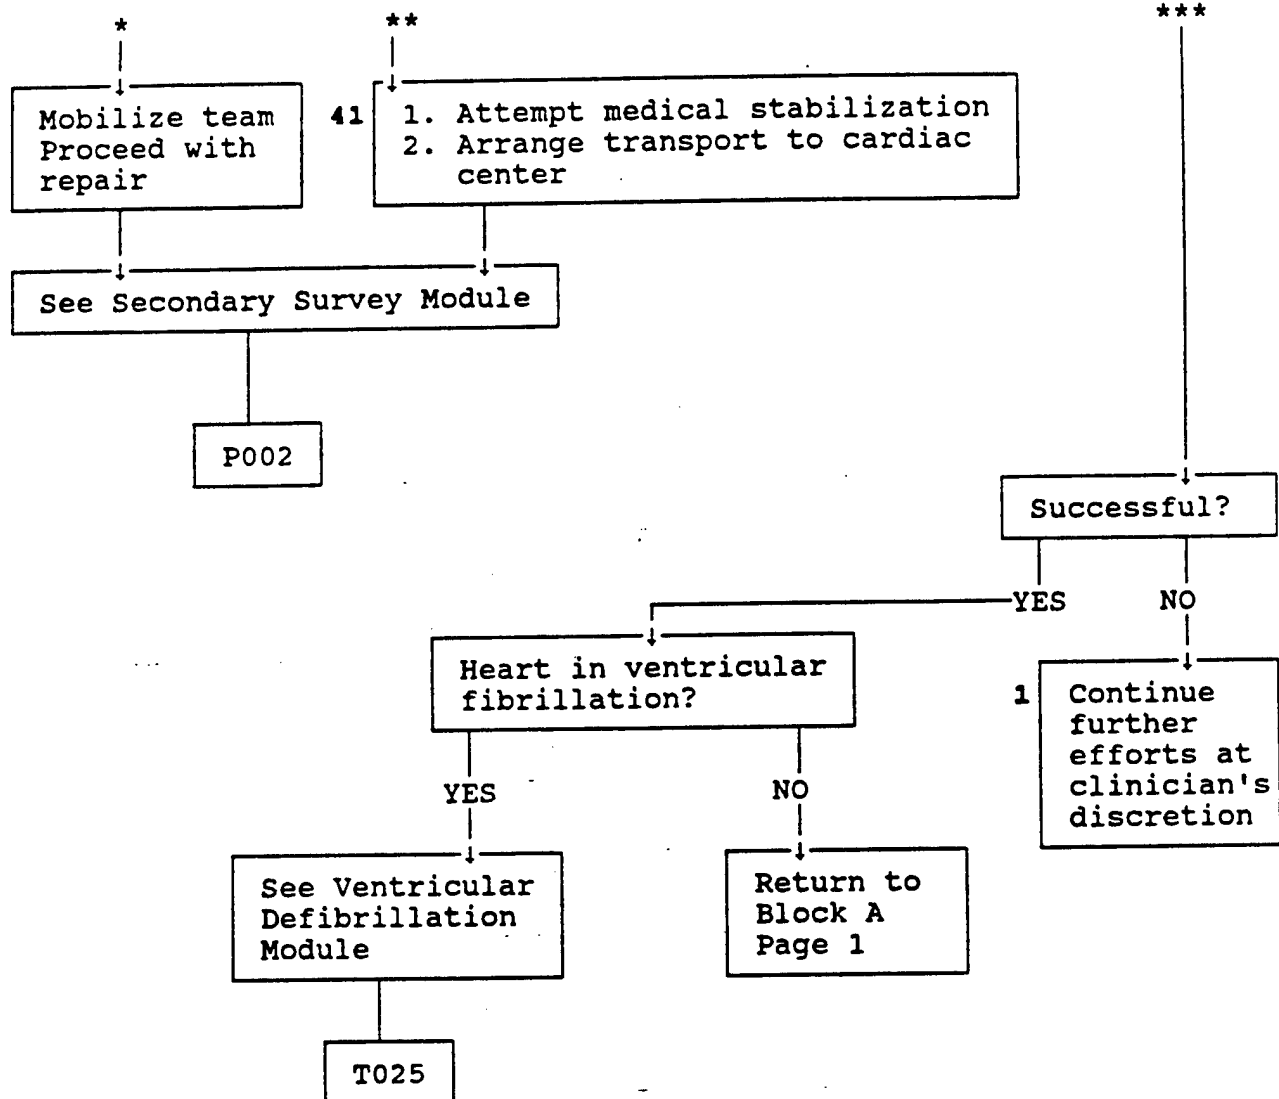 *
**
***
Mobilize team
Proceed with
repair
41
1. Attempt medical stabilization
2. Arrange transport to cardiac
center
See Secondary Survey Module
P002
Successful?
YES
NO
Heart in ventricular
fibrillation?
1
Continue
further
efforts at
clinician's
discretion
YES
NO
See Ventricular
Defibrillation
Module
Return to
Block A
Page 1
T025